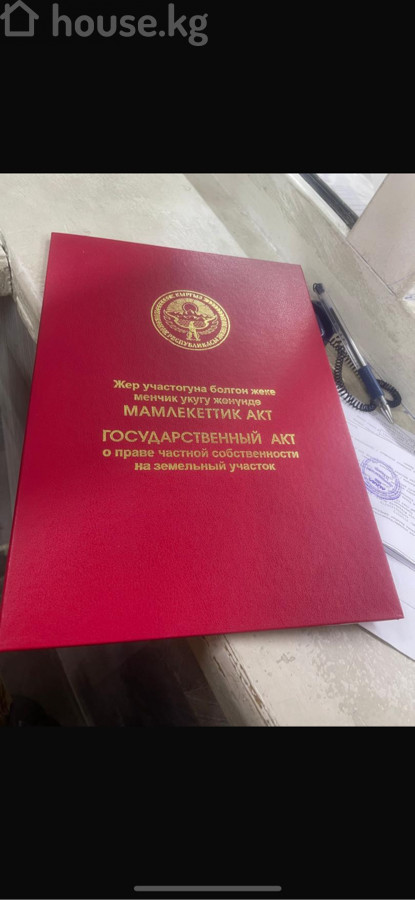 house.kg
Жер участогуна болгон жеке
менчик укугу жөнүндө
МАМЛЕКЕТТИК АКТ
ГОСУДАРСТВЕННЫЙ АКТ
о праве частной собственности
на земельный участок